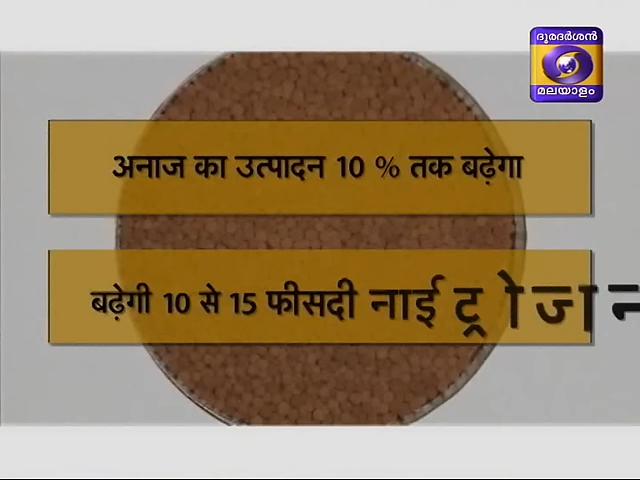 ദൂരദർശൻ
മലയാളം
अनाज का उत्पादन 10 % तक बढ़ेगा
बढ़ेगी 10 से 15 फीसदी नाईट्रोजन